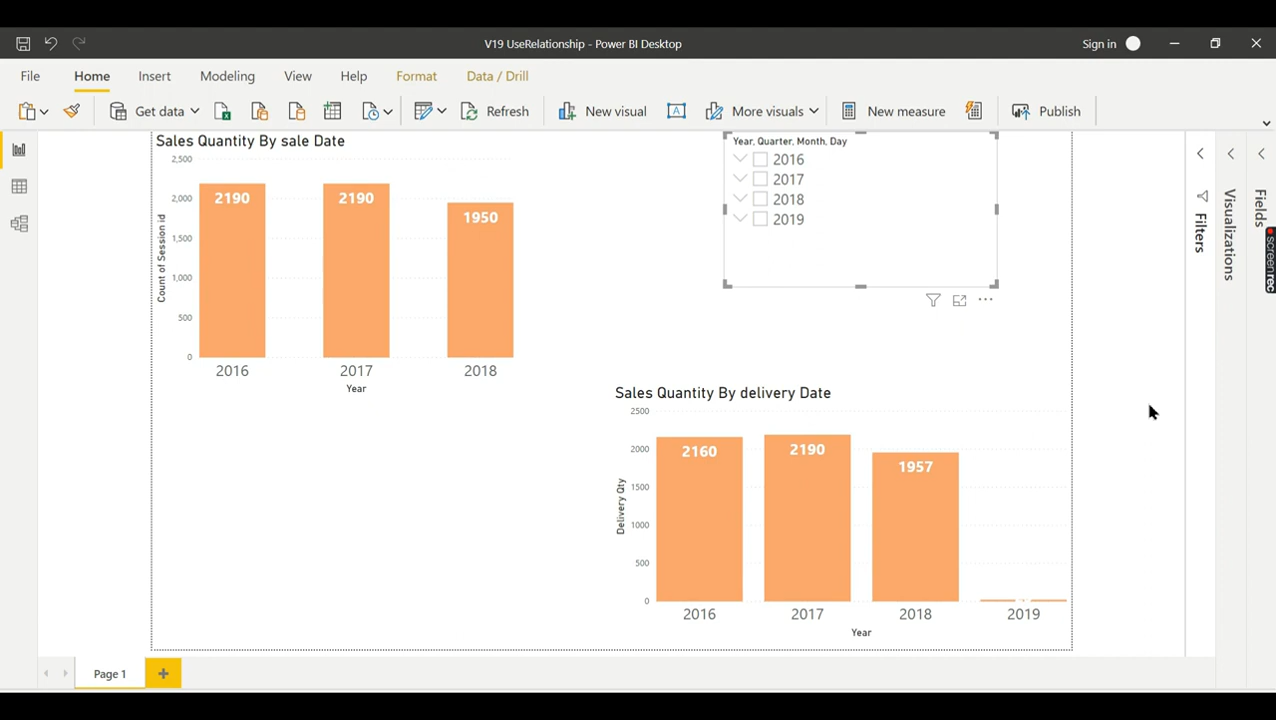 V19 UseRelationship - Power BI Desktop
Sign in
File Home Insert Modeling View Help Format Data / Drill
Get data Refresh New visual More visuals New measure Publish
Sales Quantity By sale Date
2,500
2,000
1,500
1,000
500
0
Count of Session id
2190 2190 1950
2016 2017 2018
Year
Year, Quarter, Month, Day
2016
2017
2018
2019
Filters
Visualizations
Fields
screenrec
Sales Quantity By delivery Date
2500
2000
1500
1000
500
0
Delivery Qty
2160 2190 1957
2016 2017 2018 2019
Year
Page 1